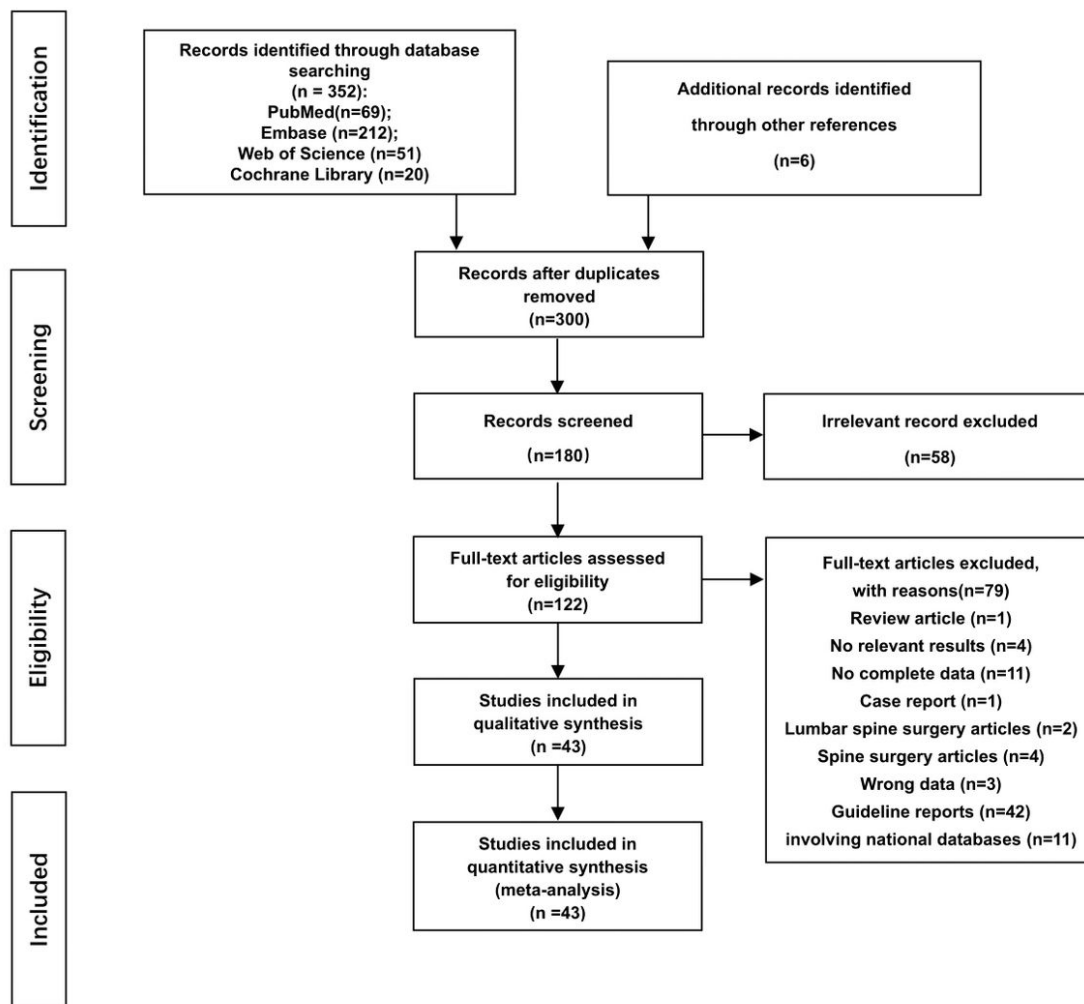 Identification
Records identified through database
searching
(n = 352):
PubMed(n=69);
Embase (n=212);
Web of Science (n=51)
Cochrane Library (n=20)
Additional records identified
through other references
(n=6)
Screening
Records after duplicates
removed
(n=300)
Records screened
(n=180)
Irrelevant record excluded
(n=58)
Eligibility
Full-text articles assessed
for eligibility
(n=122)
Full-text articles excluded,
with reasons(n=79)
Review article (n=1)
No relevant results (n=4)
No complete data (n=11)
Case report (n=1)
Lumbar spine surgery articles (n=2)
Spine surgery articles (n=4)
Wrong data (n=3)
Guideline reports (n=42)
involving national databases (n=11)
Studies included in
qualitative synthesis
(n =43)
Included
Studies included in
quantitative synthesis
(meta-analysis)
(n =43)